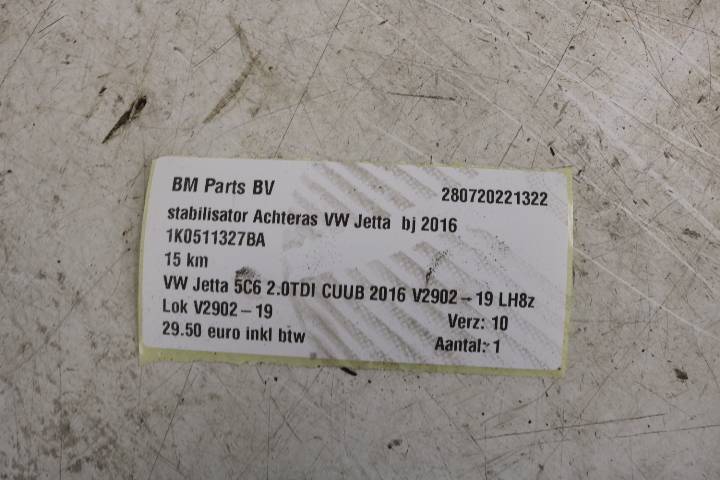 BM Parts BV 280720221322
stabilisator Achteras VW Jetta bj 2016
1K0511327BA
15 km
VW Jetta 5C6 2.0TDI CUUB 2016 V2902 - 19 LH8z
Lok V2902 - 19 Verz: 10
29.50 euro inkl btw Aantal: 1